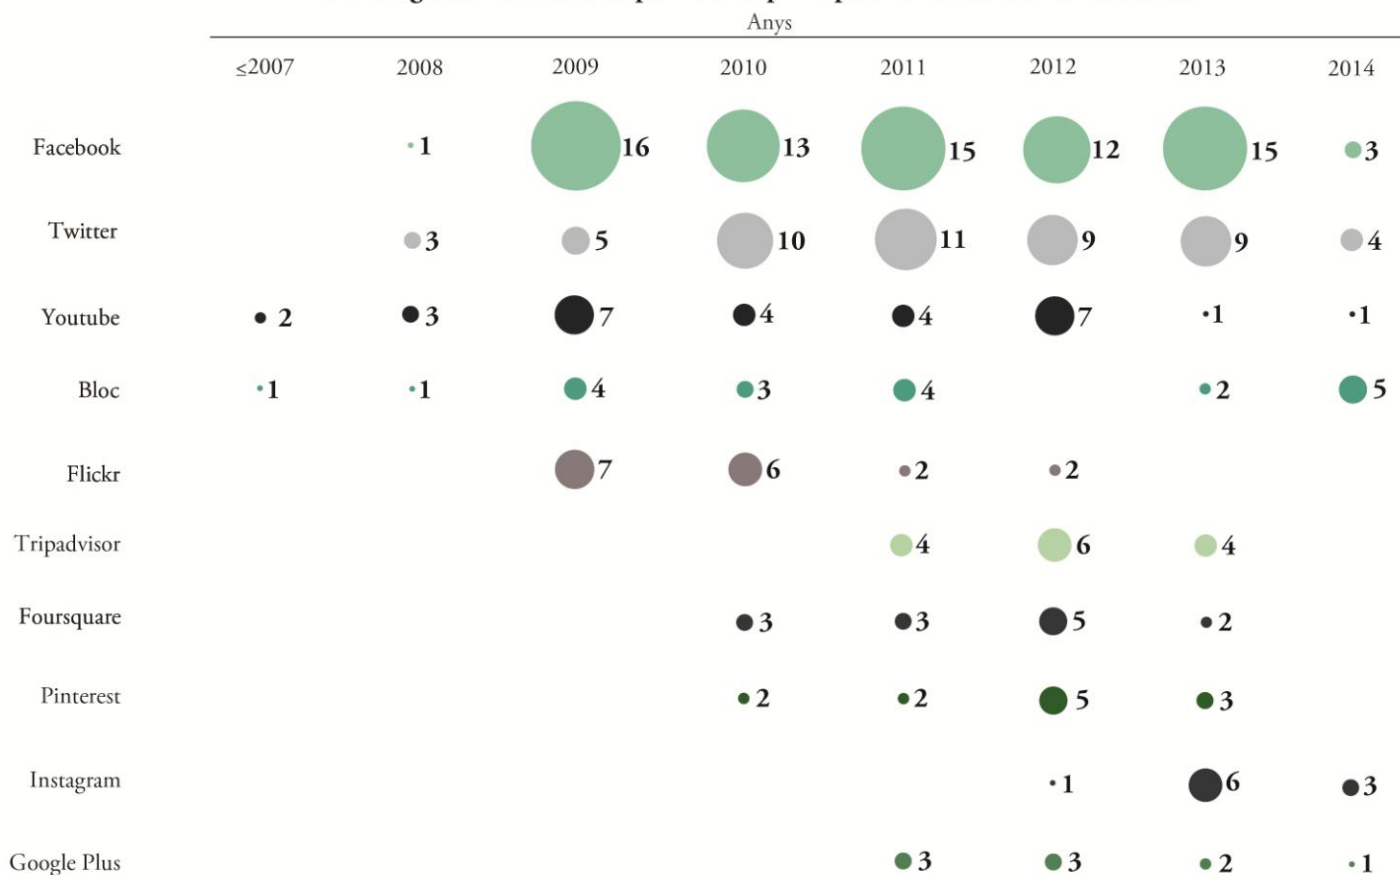 Anys
≤2007 2008 2009 2010 2011 2012 2013 2014
Facebook 1 16 13 15 12 15 3
Twitter 3 5 10 11 9 9 4
Youtube 2 3 7 4 4 7 1 1
Bloc 1 1 4 3 4 2 5
Flickr 7 6 2 2
Tripadvisor 4 6 4
Foursquare 3 3 5 2
Pinterest 2 2 5 3
Instagram 1 6 3
Google Plus 3 3 2 1